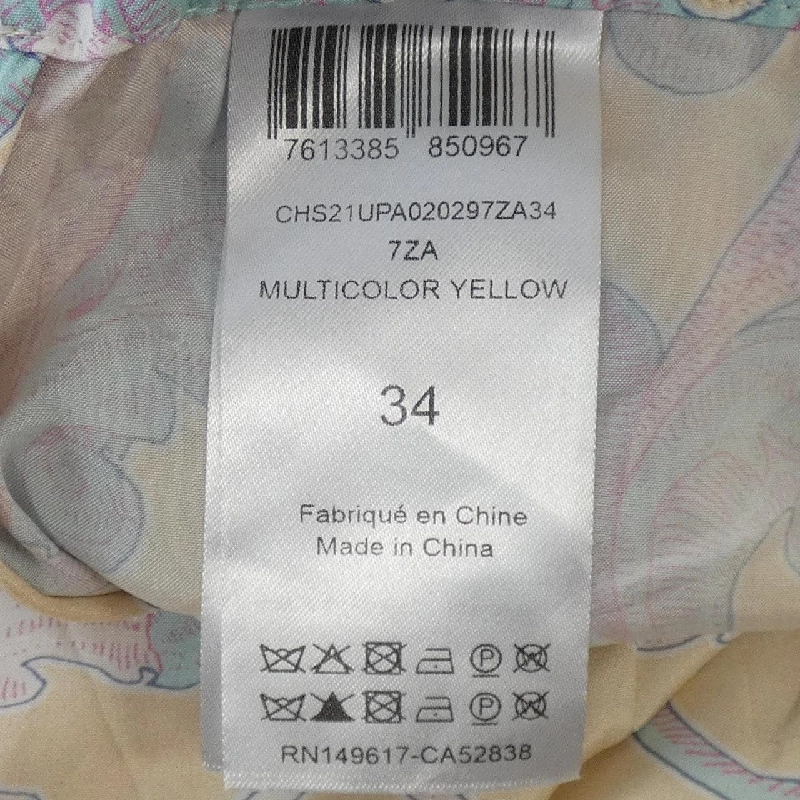 7613385 850967
CHS21UPA020297ZA34
7ZA
MULTICOLOR YELLOW
34
Fabriqué en Chine
Made in China
RN149617-CA52838